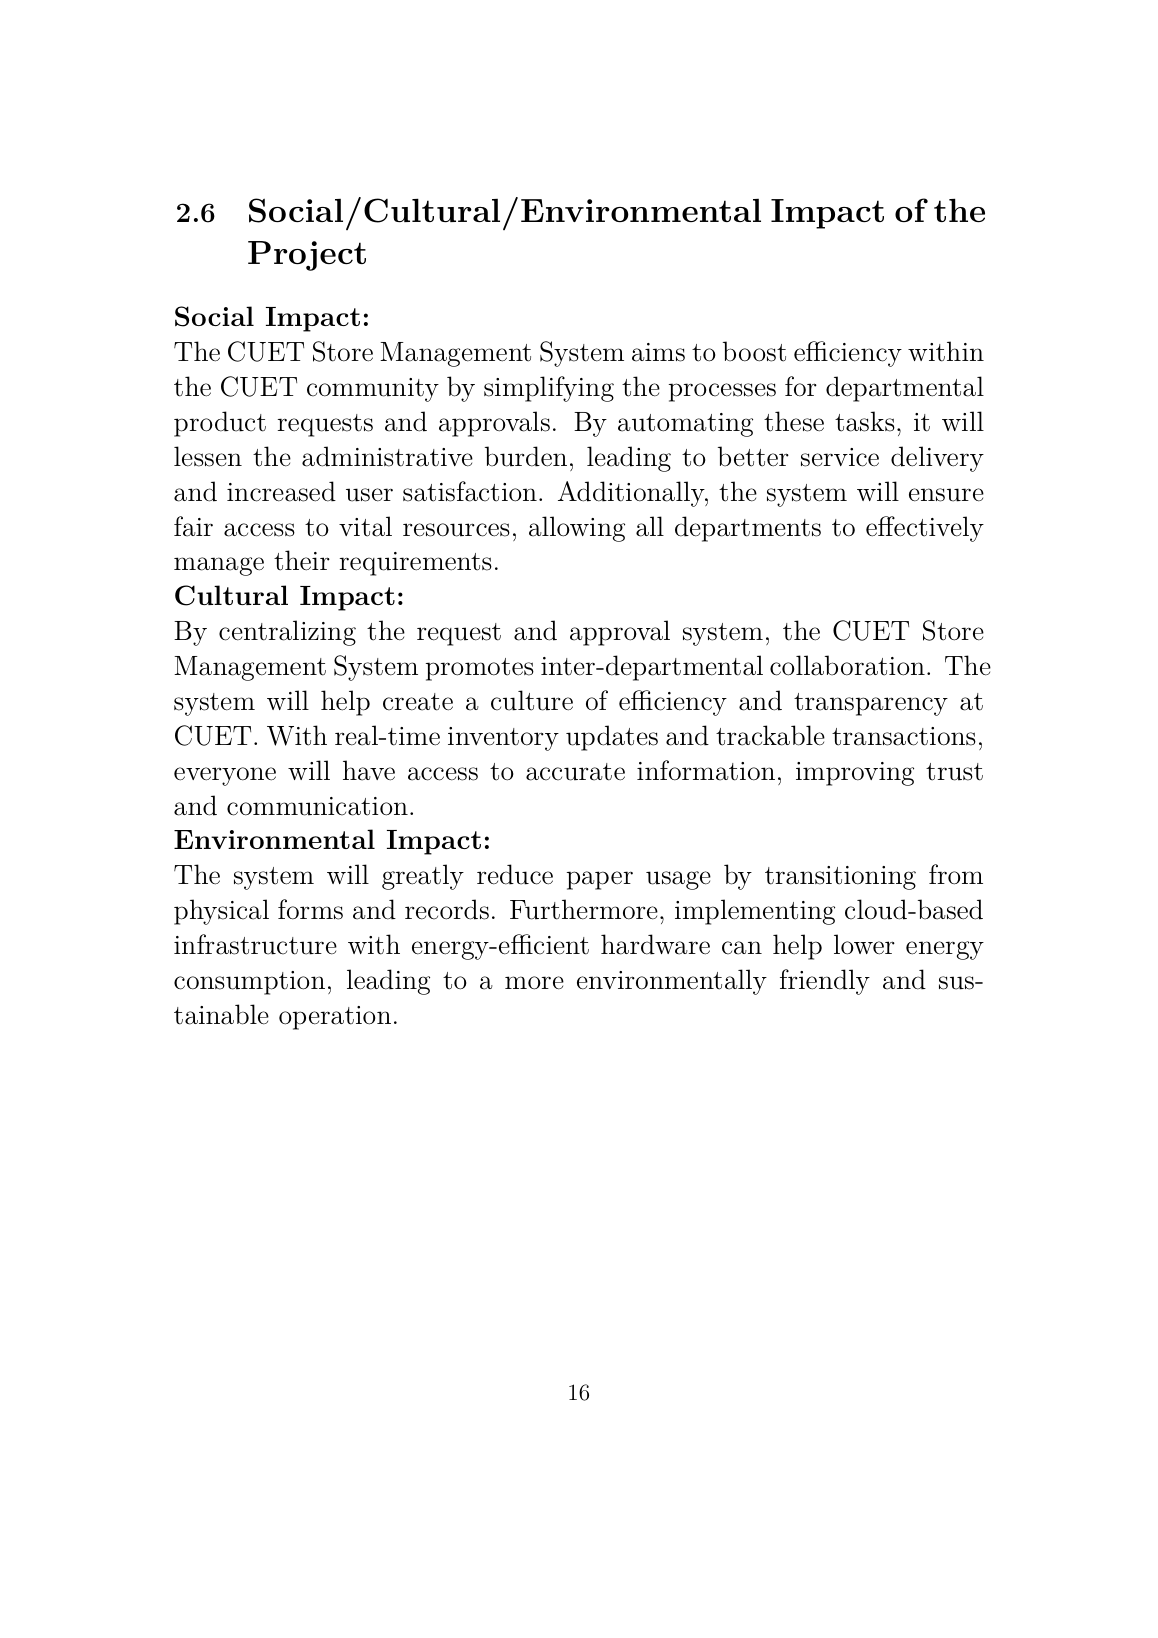 2.6 Social/Cultural/Environmental Impact of the
Project
Social Impact:
The CUET Store Management System aims to boost efficiency within
the CUET community by simplifying the processes for departmental
product requests and approvals. By automating these tasks, it will
lessen the administrative burden, leading to better service delivery
and increased user satisfaction. Additionally, the system will ensure
fair access to vital resources, allowing all departments to effectively
manage their requirements.
Cultural Impact:
By centralizing the request and approval system, the CUET Store
Management System promotes inter-departmental collaboration. The
system will help create a culture of efficiency and transparency at
CUET. With real-time inventory updates and trackable transactions,
everyone will have access to accurate information, improving trust
and communication.
Environmental Impact:
The system will greatly reduce paper usage by transitioning from
physical forms and records. Furthermore, implementing cloud-based
infrastructure with energy-efficient hardware can help lower energy
consumption, leading to a more environmentally friendly and sus-
tainable operation.
16